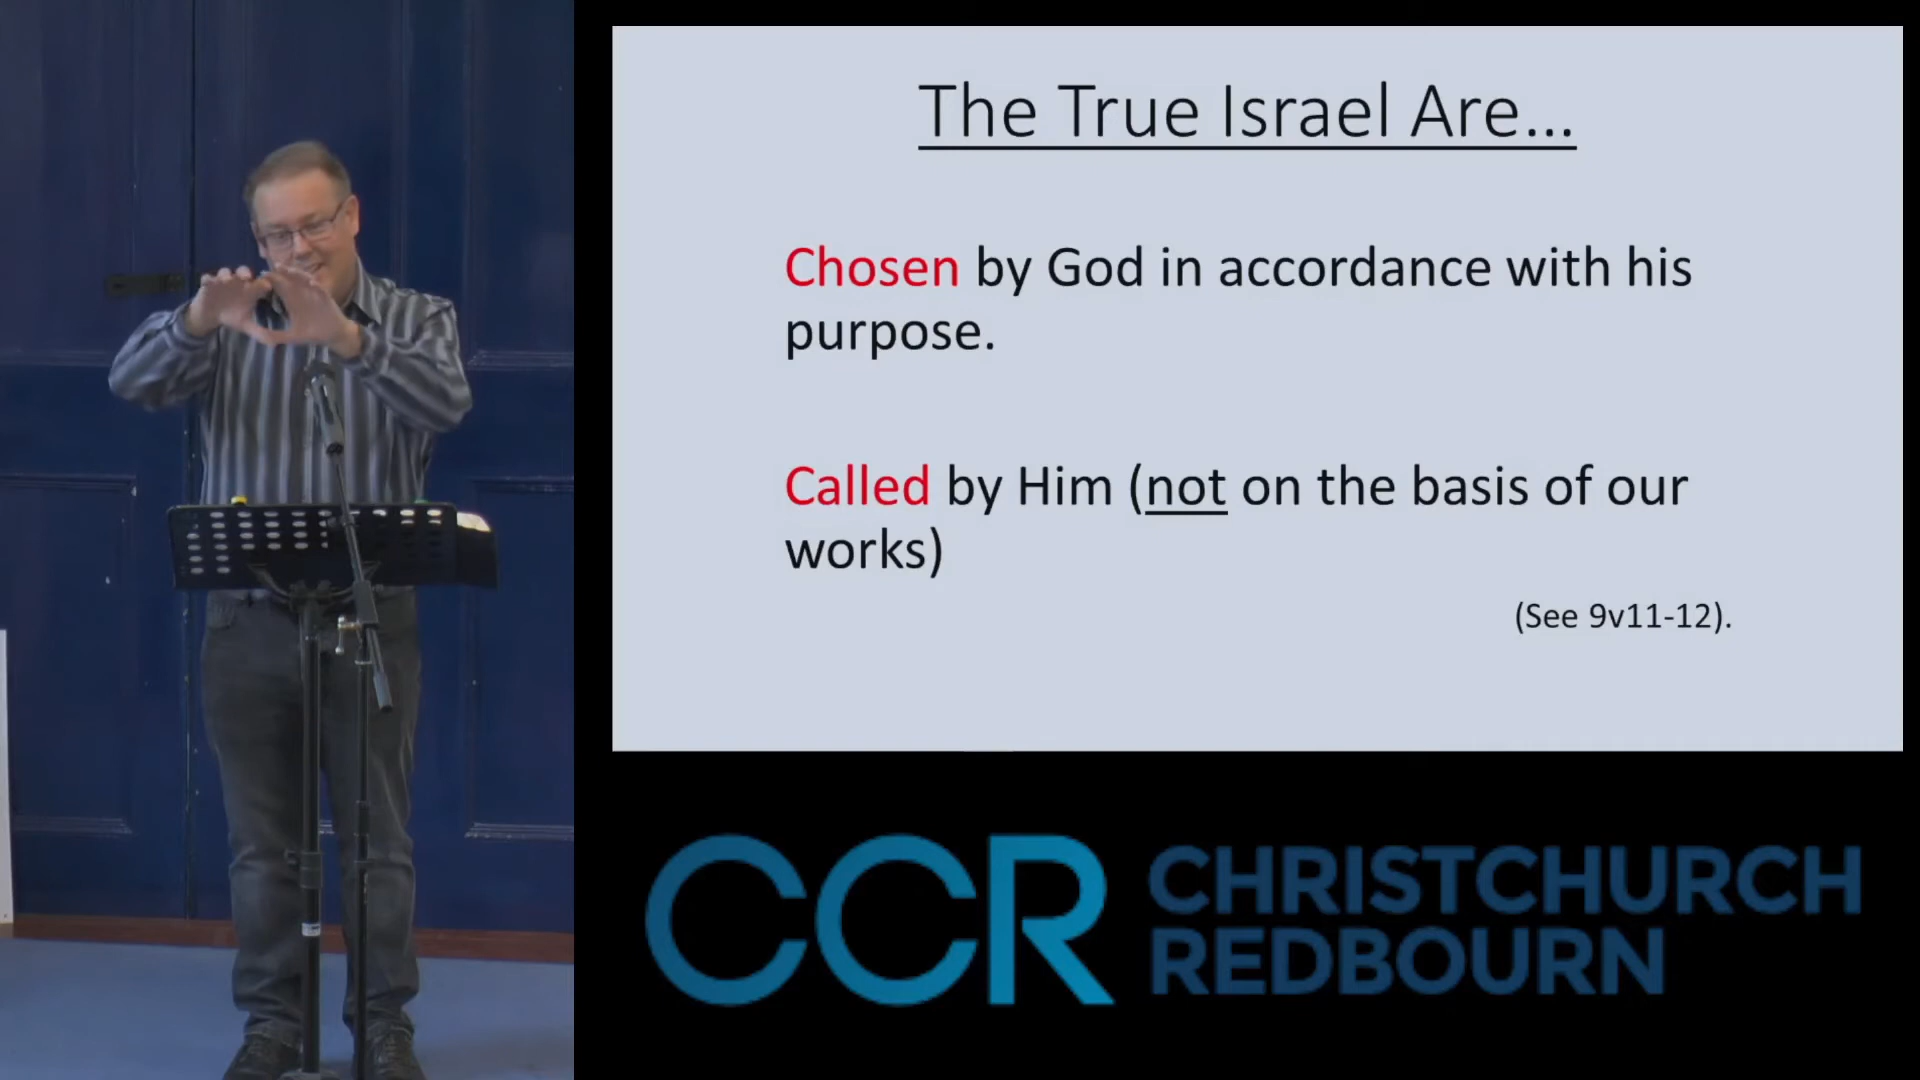 The True Israel Are...
Chosen by God in accordance with his
purpose.
Called by Him (not on the basis of our
works)
(See 9v11-12).
CCR CHRISTCHURCH
REDBOURN